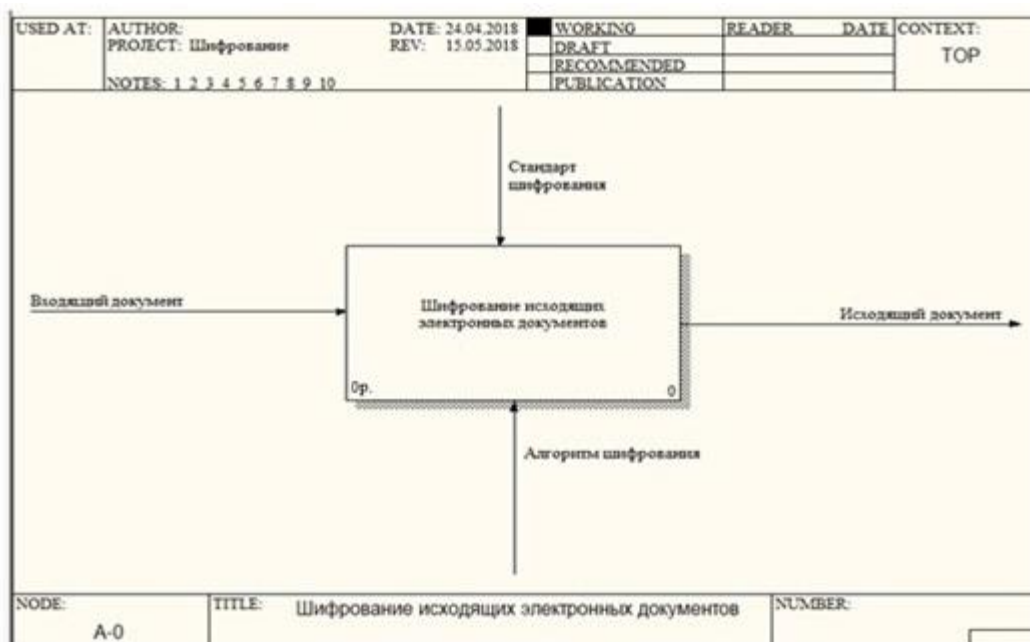 USED AT:
AUTHOR:
DATE: 24.04.2018
PROJECT: Шифрование
REV: 15.05.2018
NOTES: 1 2 3 4 5 6 7 8 9 10
WORKING
DRAFT
RECOMMENDED
PUBLICATION
READER DATE
CONTEXT:
TOP
Стандарт
шифрования
Входящий документ
Шифрование исходящих
электронных документов
0р.
0
Исходящий документ
Алгоритм шифрования
NODE:
A-0
TITLE:
Шифрование исходящих электронных документов
NUMBER: